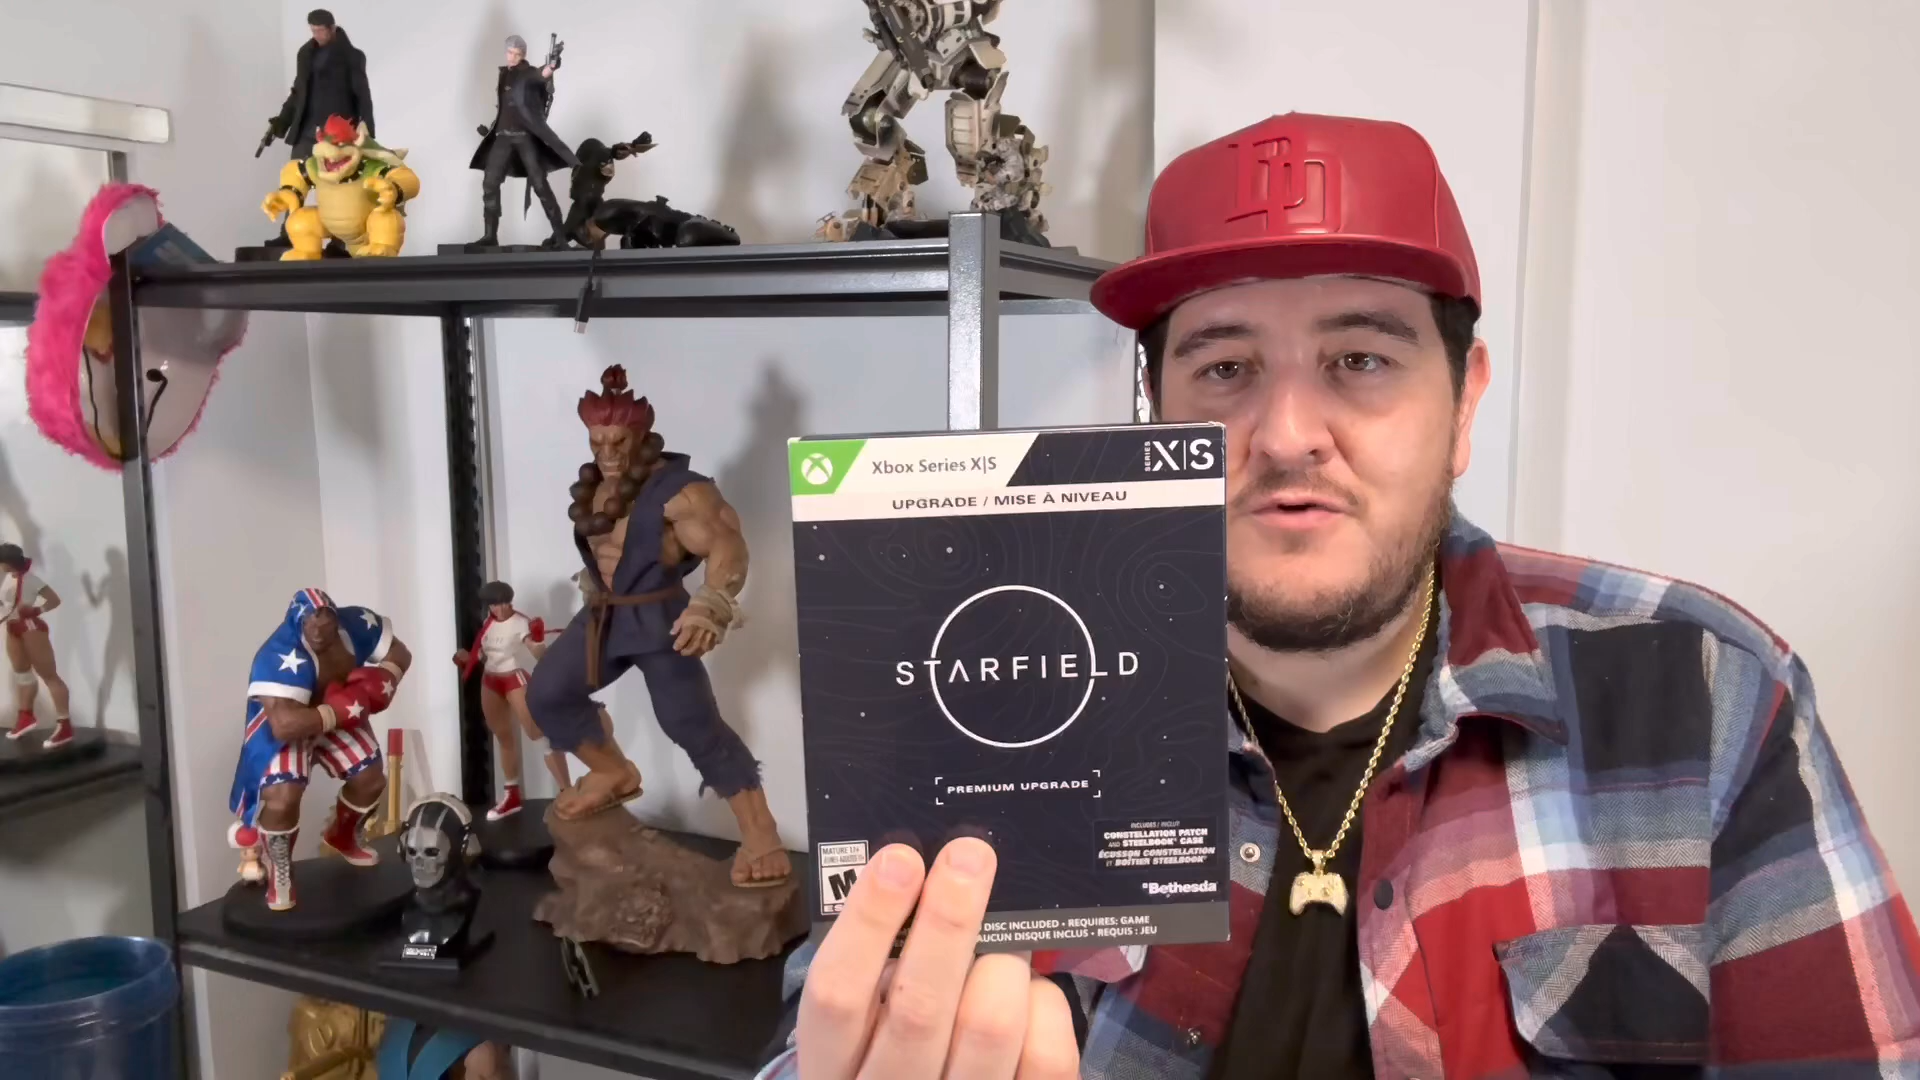 Xbox Series X|S
SERIES X|S
UPGRADE / MISE À NIVEAU
STARFIELD
PREMIUM UPGRADE
INCLUDES / INCLUT
CONSTELLATION PATCH
AND STEELBOOK® CASE
ÉCUSSON CONSTELLATION
ET BOÎTIER STEELBOOK®
MATURE 17+
M
Bethesda
DISC INCLUDED • REQUIRES: GAME
AUCUN DISQUE INCLUS • REQUIS : JEU